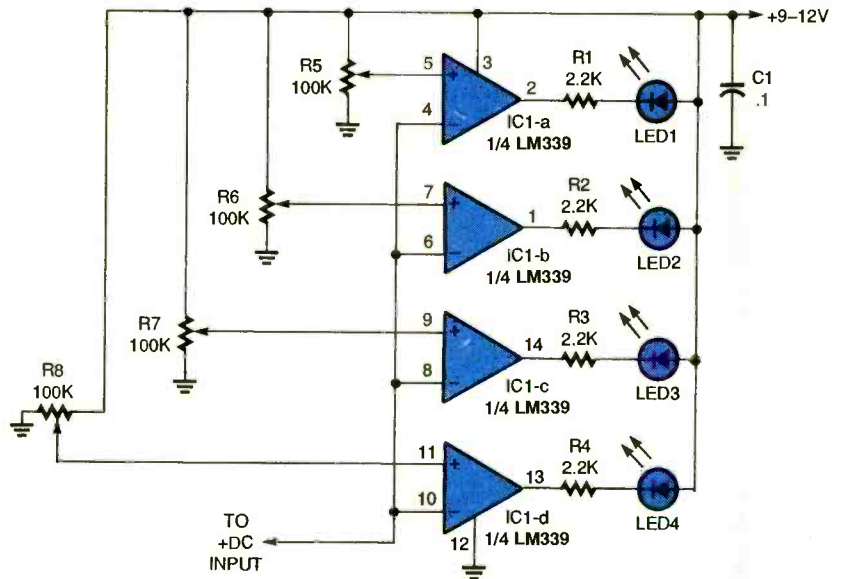 +9–12V
R5
100K
5
+
3
4
–
2
IC1-a
1/4 LM339
R1
2.2K
LED1
C1
.1
R6
100K
7
+
6
–
1
IC1-b
1/4 LM339
R2
2.2K
LED2
R7
100K
9
+
8
–
14
IC1-c
1/4 LM339
R3
2.2K
LED3
R8
100K
11
+
10
–
13
12
IC1-d
1/4 LM339
R4
2.2K
LED4
TO
+DC
INPUT